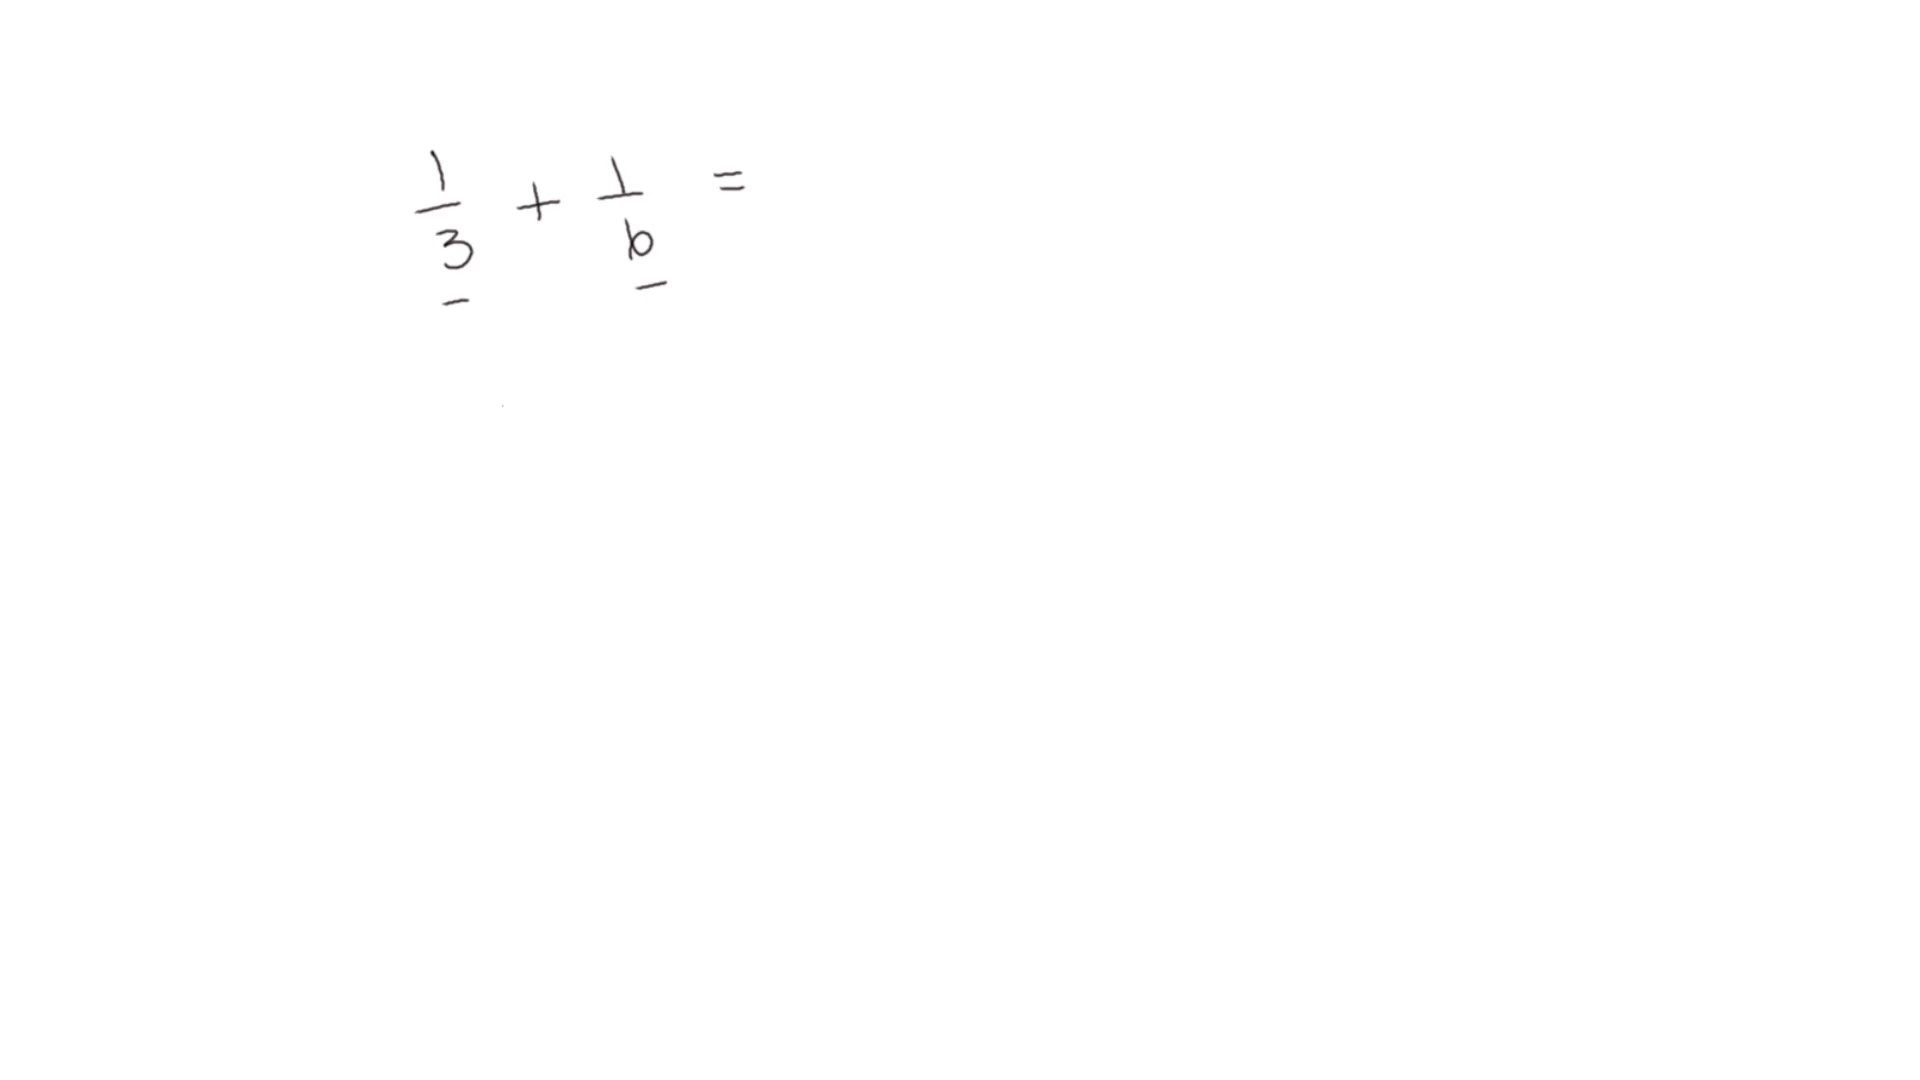 1/3 + 1/6 =